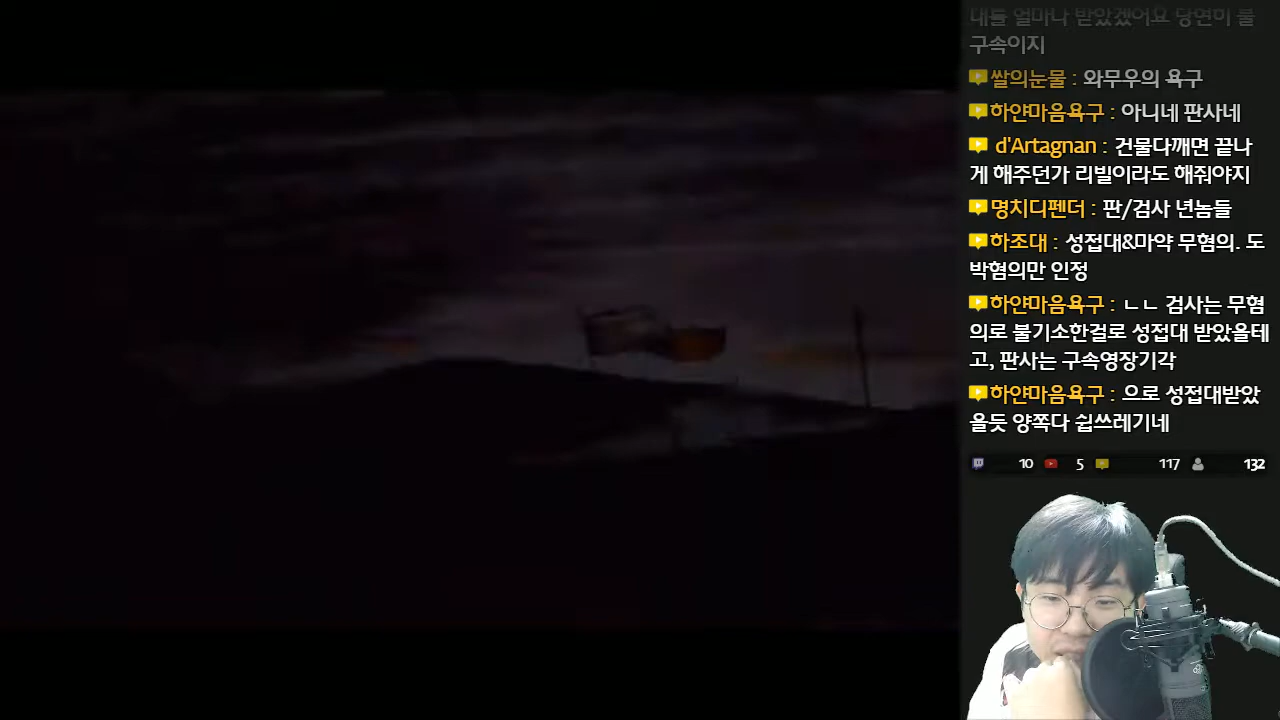 대를 얼마나 받았겠어요 당연히 불
구속이지
쌀의눈물 : 와무우의 욕구
하얀마음욕구 : 아니네 판사네
d'Artagnan : 건물다깨면 끝나
게 해주던가 리빌이라도 해줘야지
명치디펜더 : 판/검사 년놈들
하조대 : 성접대&마약 무혐의. 도
박혐의만 인정
하얀마음욕구 : ㄴㄴ 검사는 무혐
의로 불기소한걸로 성접대 받았을테
고, 판사는 구속영장기각
하얀마음욕구 : 으로 성접대받았
을듯 양쪽다 쉽쓰레기네
10 5 117 132